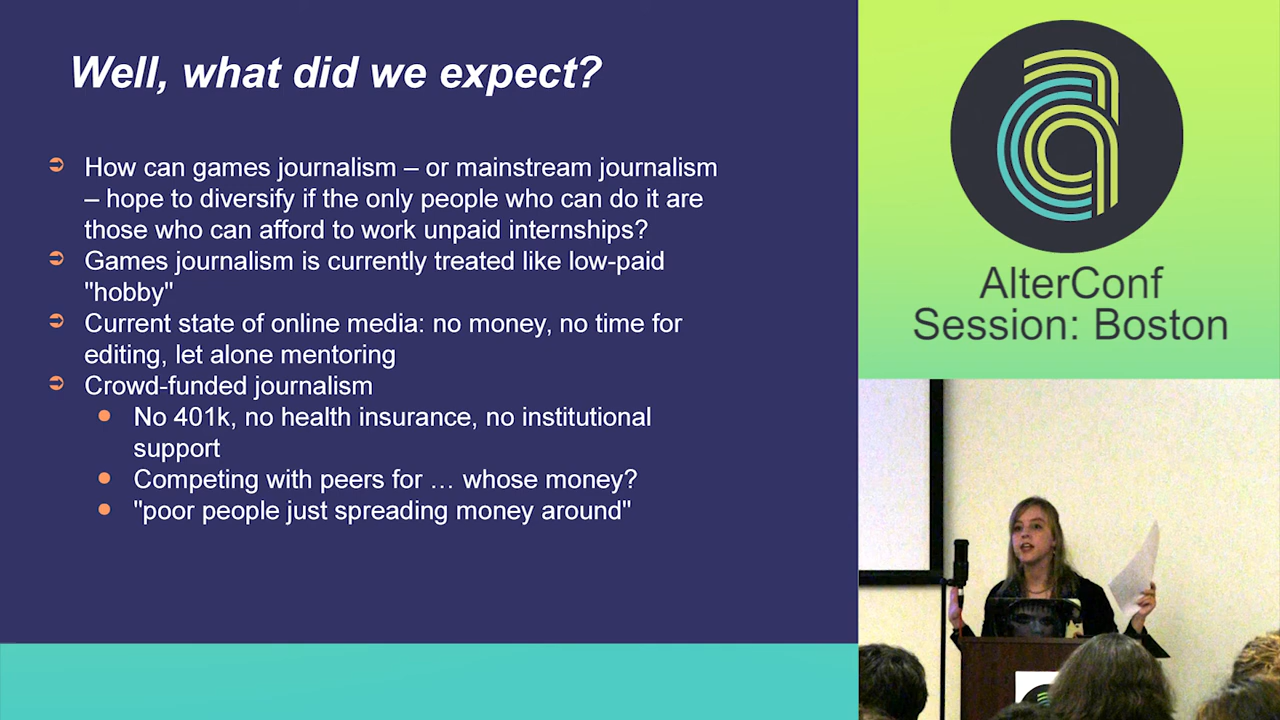 Well, what did we expect?
How can games journalism – or mainstream journalism
– hope to diversify if the only people who can do it are
those who can afford to work unpaid internships?
Games journalism is currently treated like low-paid
"hobby"
Current state of online media: no money, no time for
editing, let alone mentoring
Crowd-funded journalism
No 401k, no health insurance, no institutional
support
Competing with peers for … whose money?
"poor people just spreading money around"
AlterConf
Session: Boston